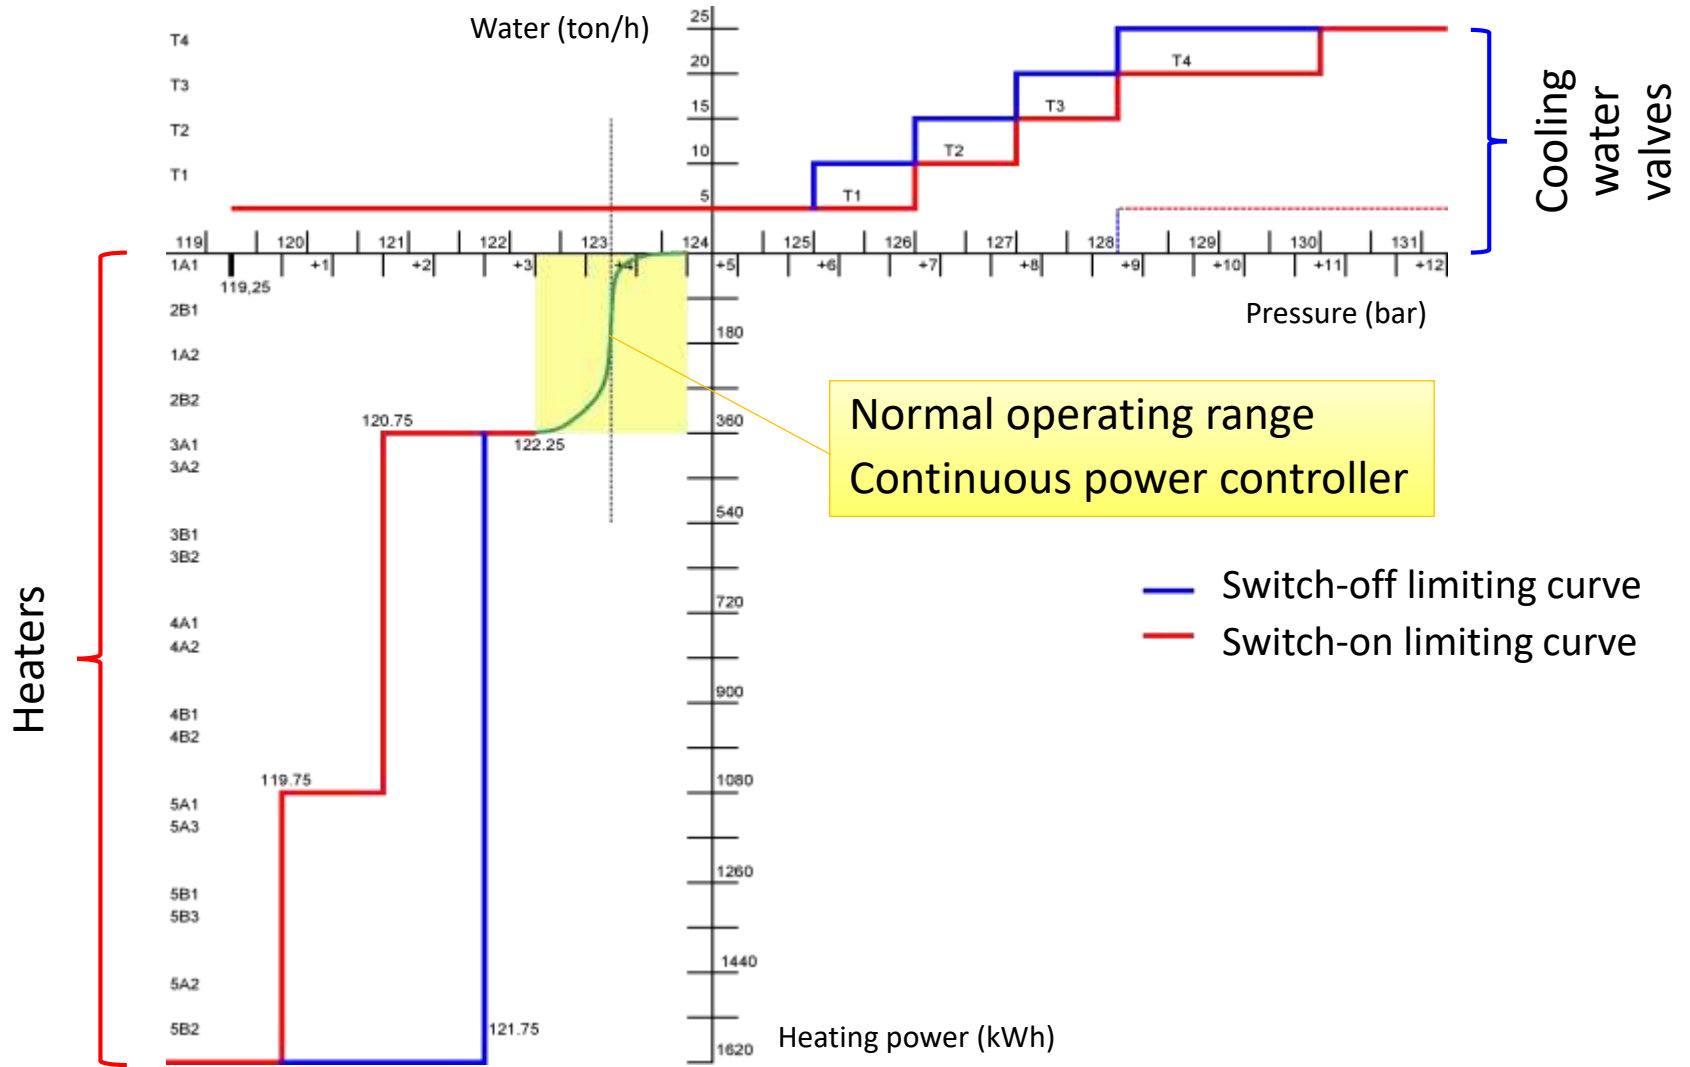 Water (ton/h)
25
20
15
10
5
T4
T3
T2
T1
T4
T3
T2
T1
Cooling
water
valves
119
120
121
122
123
124
125
126
127
128
129
130
131
+1
+2
+3
+4
+5
+6
+7
+8
+9
+10
+11
+12
119,25
Pressure (bar)
1A1
2B1
1A2
2B2
3A1
3A2
3B1
3B2
4A1
4A2
4B1
4B2
5A1
5A3
5B1
5B3
5A2
5B2
Heaters
120.75
122.25
119.75
121.75
180
360
540
720
900
1080
1260
1440
1620
Normal operating range
Continuous power controller
Switch-off limiting curve
Switch-on limiting curve
Heating power (kWh)